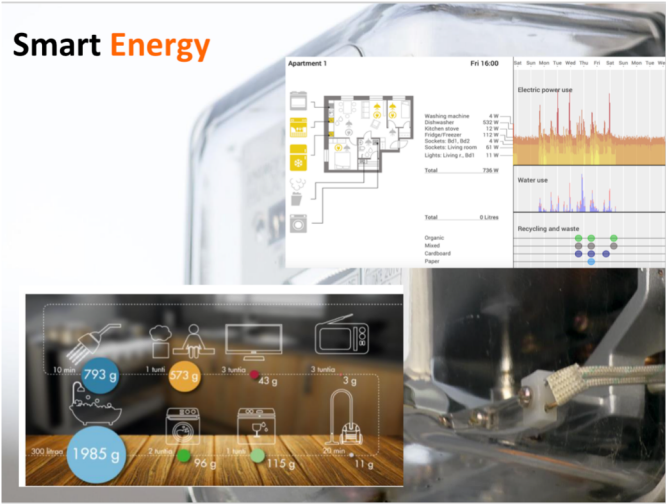 Smart Energy
Apartment 1
Fri 16:00
Sat Sun Mon Tue Wed Thu Fri Sat Sun Mon Tue We
Electric power use
Washing machine 4 W
Dishwasher 532 W
Kitchen stove 12 W
Fridge/Freezer 112 W
Sockets: Bd1, Bd2 4 W
Sockets: Living room 61 W
Lights: Living r., Bd1 11 W
Total 736 W
Water use
Total 0 Litres
Recycling and waste
Organic
Mixed
Cardboard
Paper
10 min 793 g
1 tunti 573 g
3 tuntia 43 g
3 tuntia 3 g
300 litraa 1985 g
2 tuntia 96 g
1 tunti 115 g
20 min 11 g